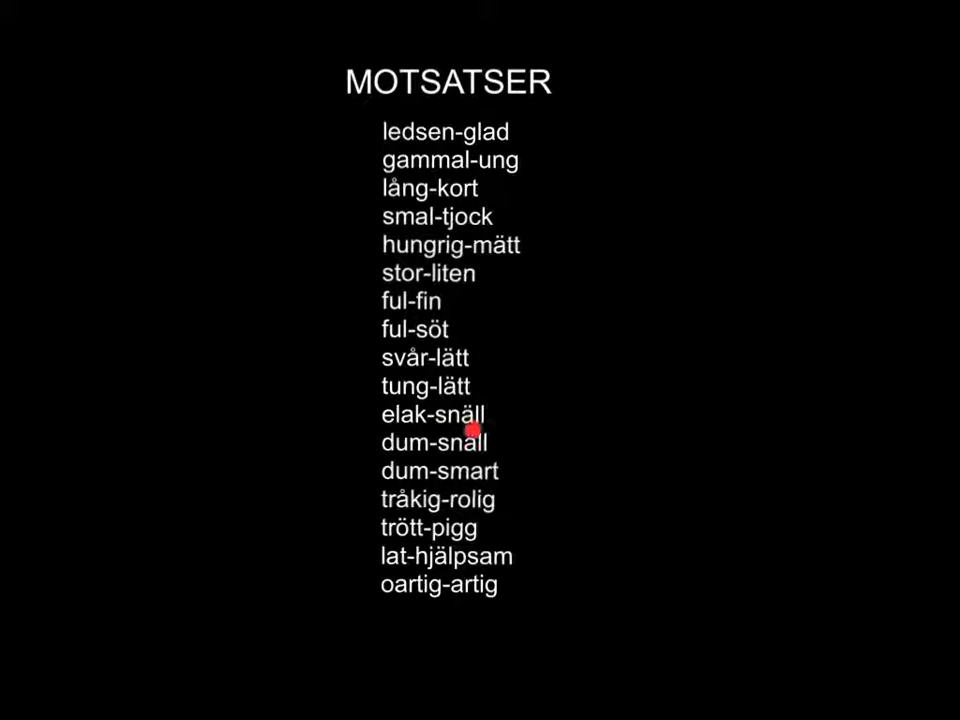 MOTSATSER
ledsen-glad
gammal-ung
lång-kort
smal-tjock
hungrig-mätt
stor-liten
ful-fin
ful-söt
svår-lätt
tung-lätt
elak-snäll
dum-snäll
dum-smart
tråkig-rolig
trött-pigg
lat-hjälpsam
oartig-artig